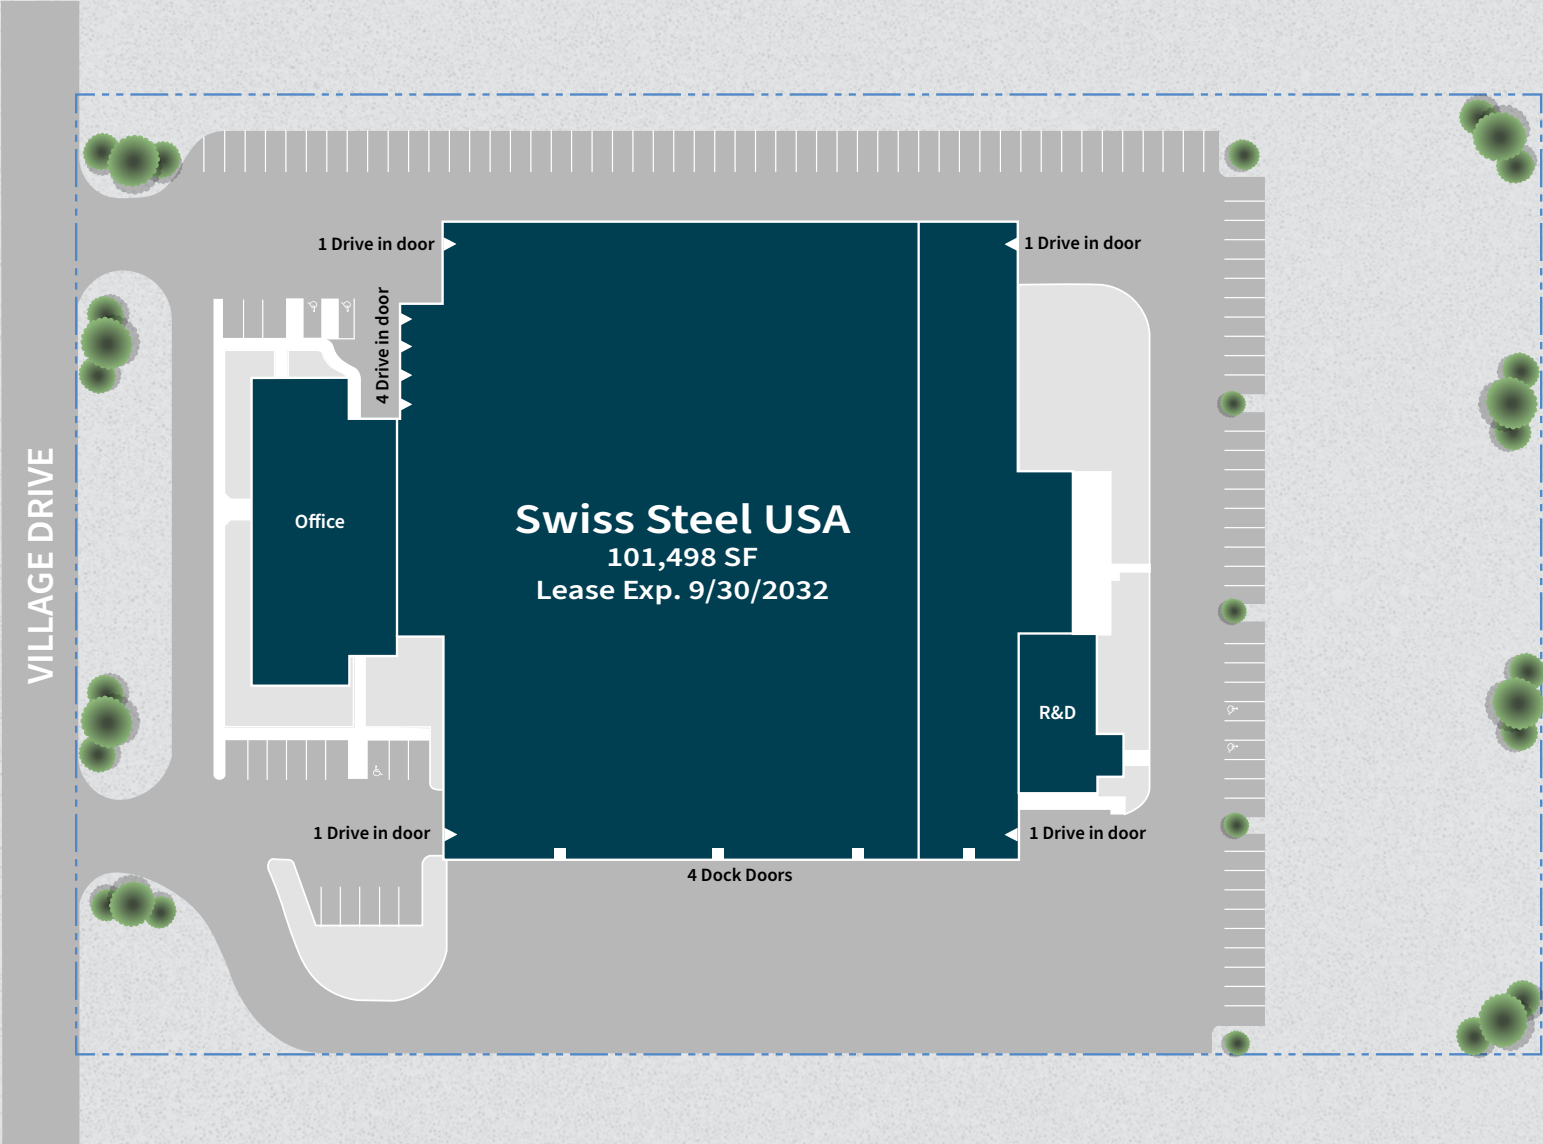 1 Drive in door
1 Drive in door
4 Drive in door
VILLAGE DRIVE
Office
Swiss Steel USA
101,498 SF
Lease Exp. 9/30/2032
R&D
1 Drive in door
1 Drive in door
4 Dock Doors